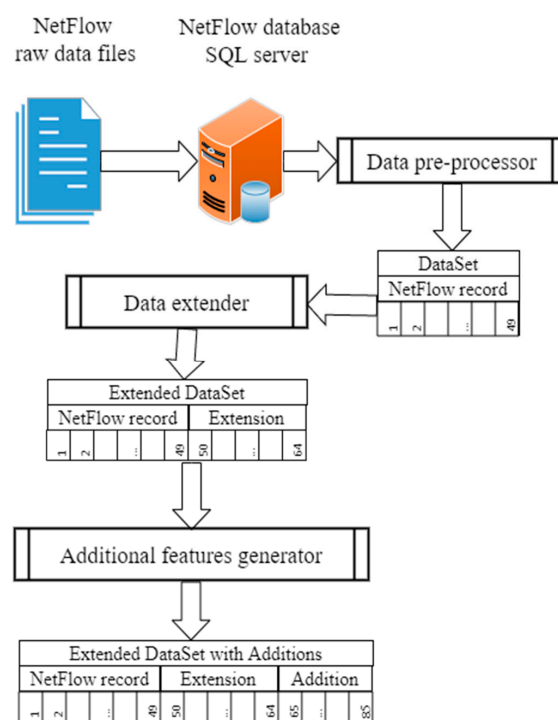 NetFlow
raw data files
NetFlow database
SQL server
Data pre-processor
DataSet
NetFlow record
1 2 ... 49
Data extender
Extended DataSet
NetFlow record Extension
1 2 ... 49 50 ... 64
Additional features generator
Extended DataSet with Additions
NetFlow record Extension Addition
1 2 ... 49 50 ... 64 65 ... 85